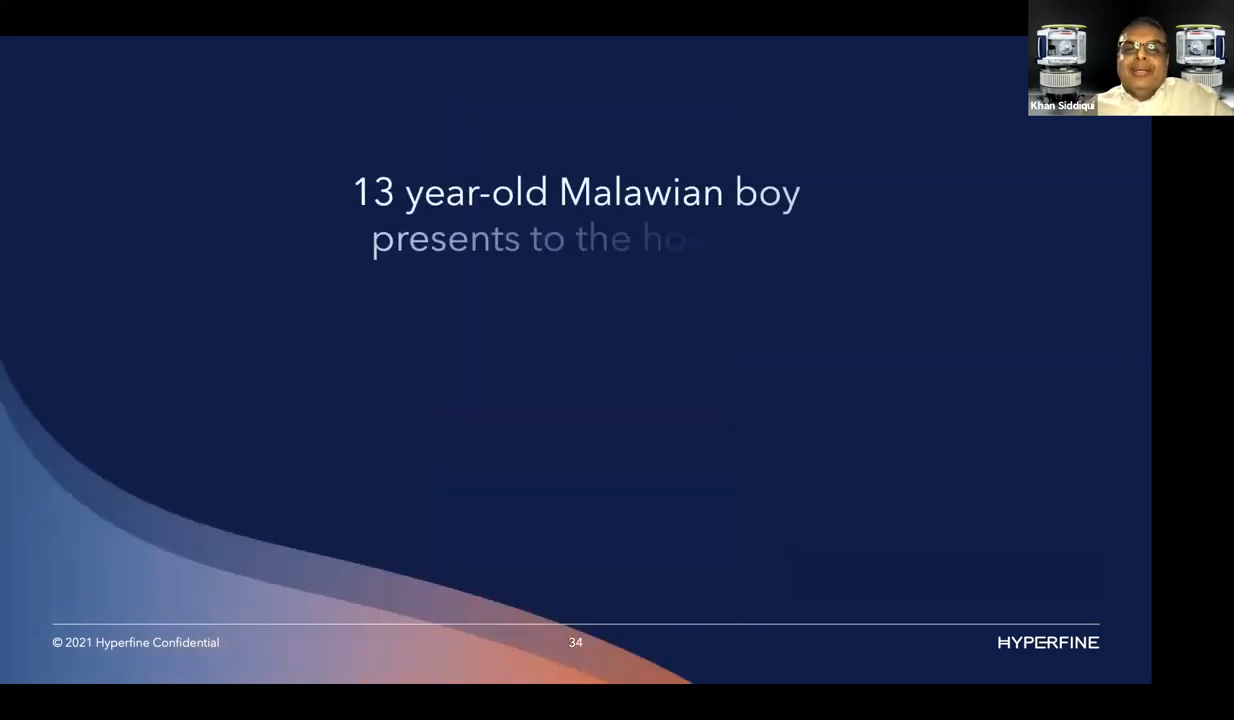 Khan Siddiqui
13 year-old Malawian boy
presents to the
© 2021 Hyperfine Confidential
34
HYPERFINE